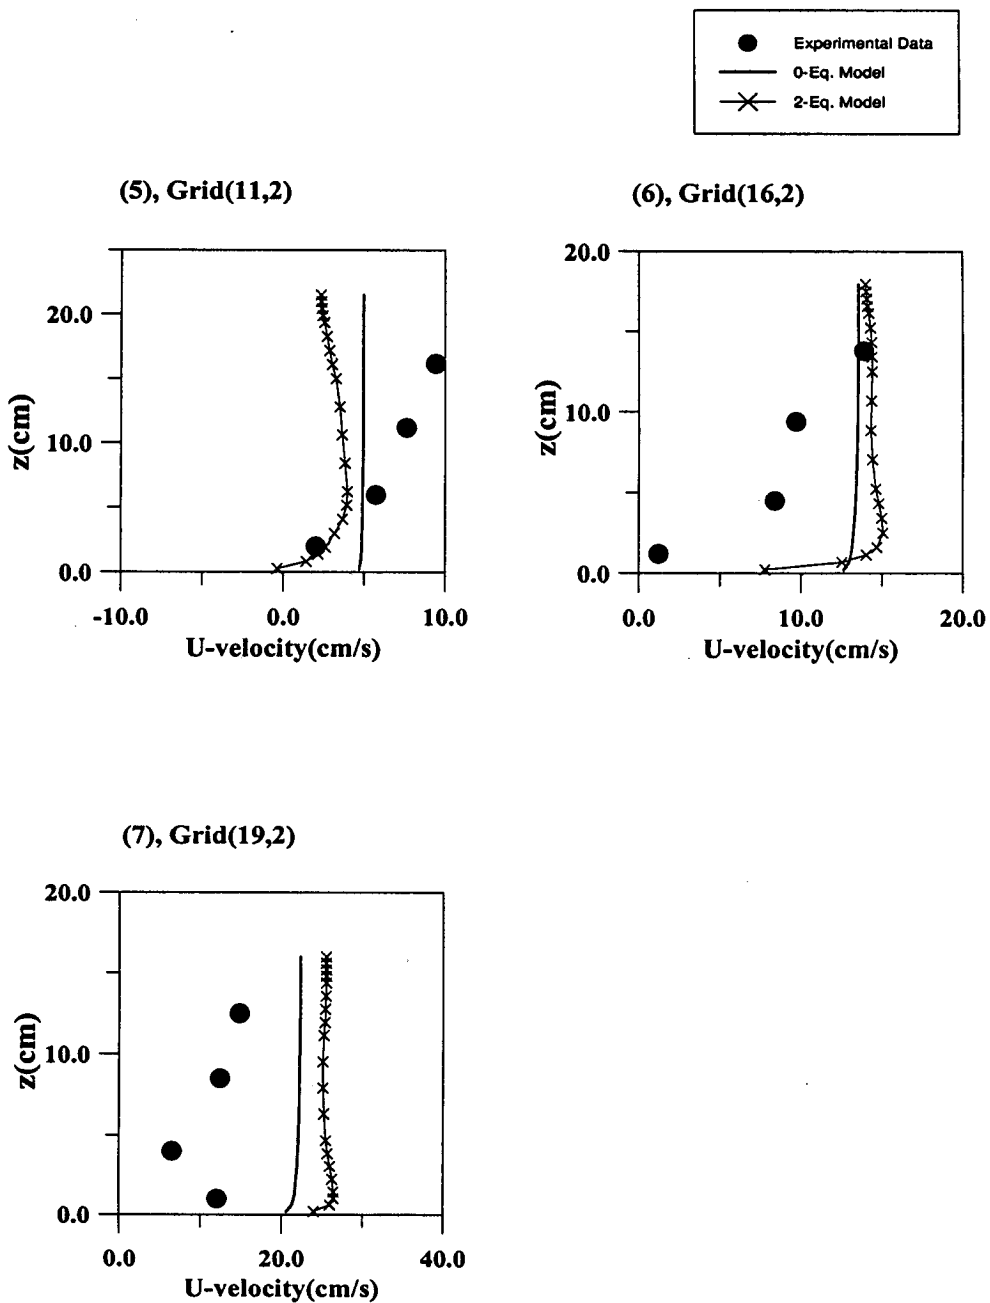 Experimental Data
0-Eq. Model
2-Eq. Model
(5), Grid(11,2)
(6), Grid(16,2)
20.0
10.0
0.0
z(cm)
-10.0 0.0 10.0
U-velocity(cm/s)
20.0
10.0
0.0
z(cm)
0.0 10.0 20.0
U-velocity(cm/s)
(7), Grid(19,2)
20.0
10.0
0.0
z(cm)
0.0 20.0 40.0
U-velocity(cm/s)